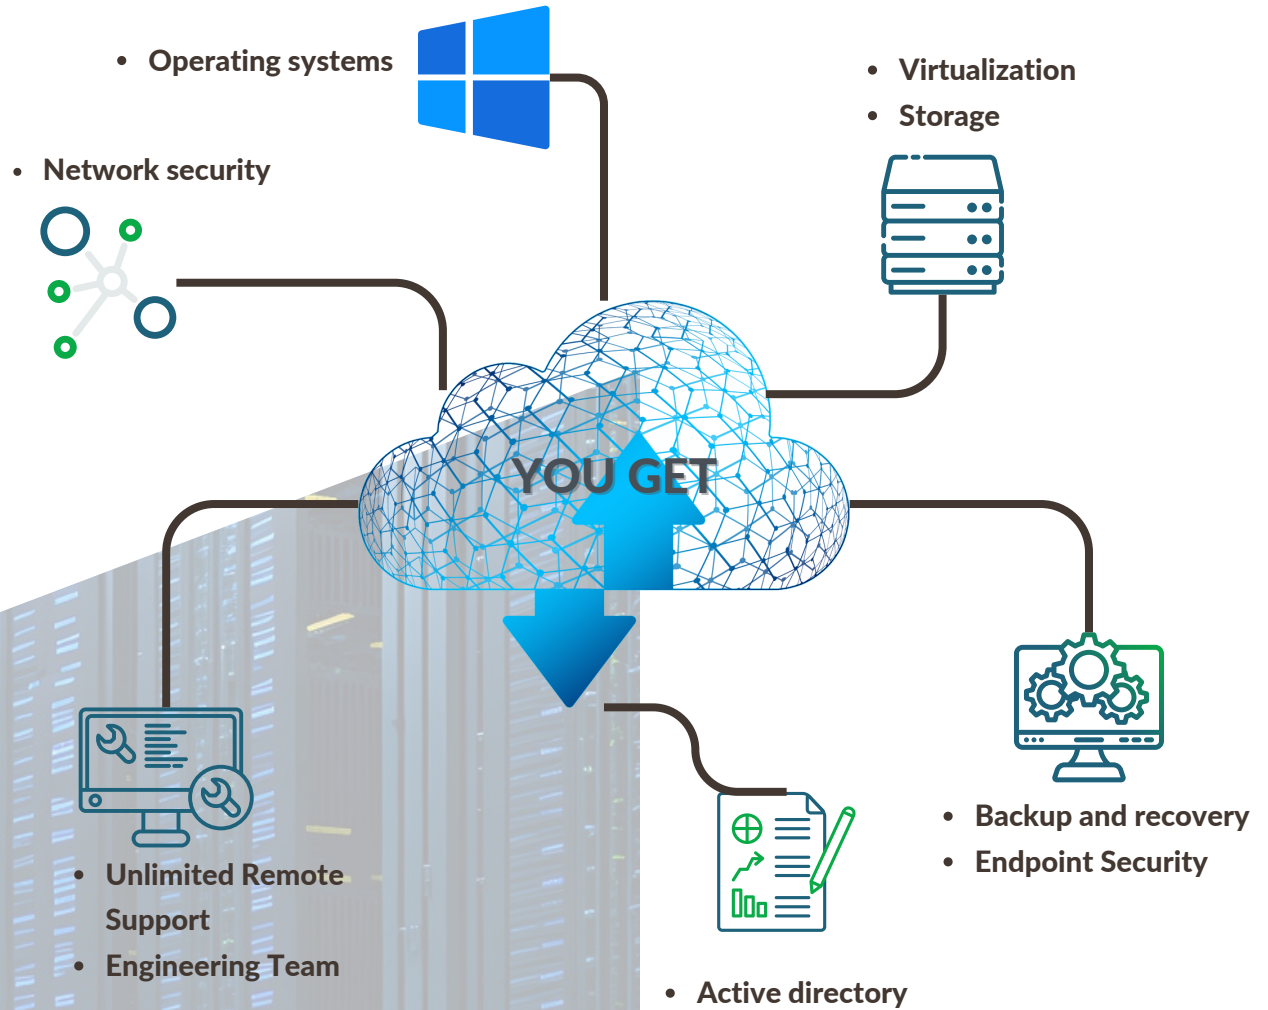 • Operating systems
• Virtualization
• Storage
• Network security
YOU GET
• Backup and recovery
• Endpoint Security
• Unlimited Remote
Support
• Engineering Team
• Active directory